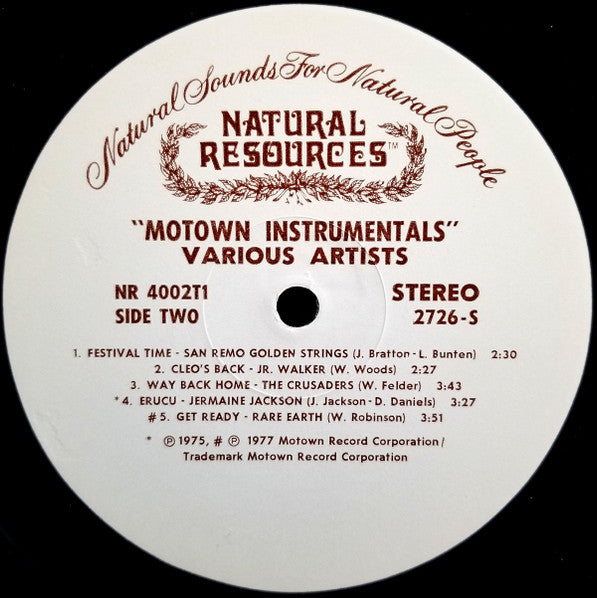 Natural Sounds For Natural People
NATURAL
RESOURCES™
"MOTOWN INSTRUMENTALS"
VARIOUS ARTISTS
NR 4002T1 STEREO
SIDE TWO 2726-S
1. FESTIVAL TIME - SAN REMO GOLDEN STRINGS (J. Bratton - L. Bunten) 2:30
2. CLEO'S BACK - JR. WALKER (W. Woods) 2:27
3. WAY BACK HOME - THE CRUSADERS (W. Felder) 3:43
*4. ERUCU - JERMAINE JACKSON (J. Jackson - D. Daniels) 3:27
#5. GET READY - RARE EARTH (W. Robinson) 3:51
* ℗ 1975, # ℗ 1977 Motown Record Corporation/
Trademark Motown Record Corporation